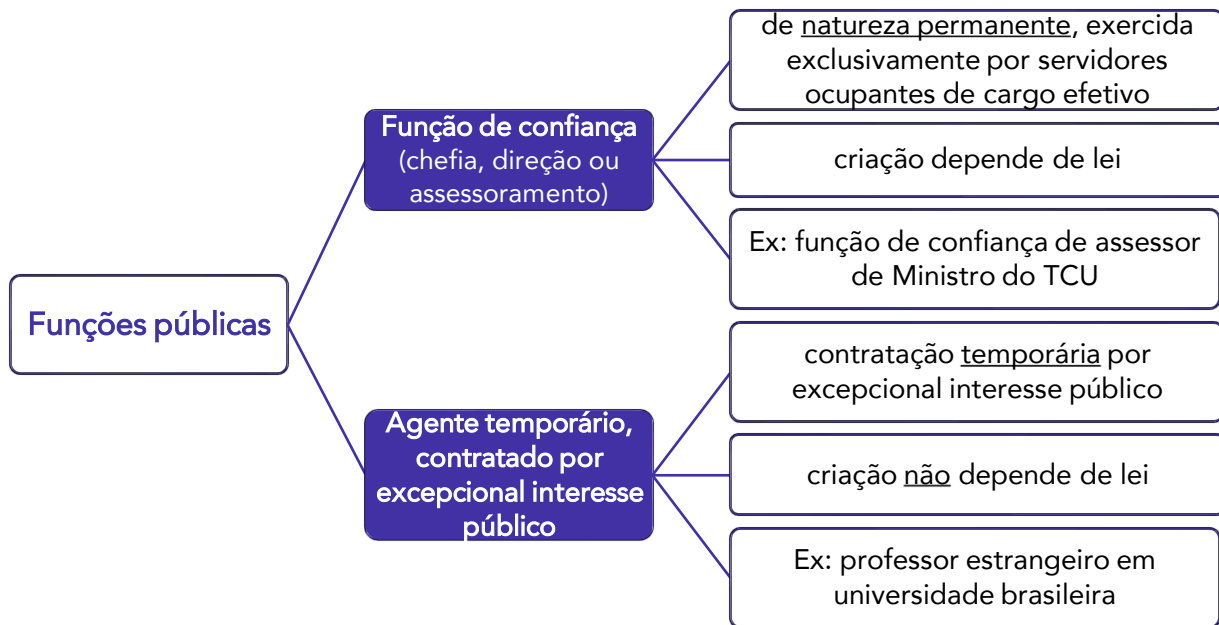 Funções públicas
Função de confiança
(chefia, direção ou
assessoramento)
de natureza permanente, exercida
exclusivamente por servidores
ocupantes de cargo efetivo
criação depende de lei
Ex: função de confiança de assessor
de Ministro do TCU
Agente temporário,
contratado por
excepcional interesse
público
contratação temporária por
excepcional interesse público
criação não depende de lei
Ex: professor estrangeiro em
universidade brasileira